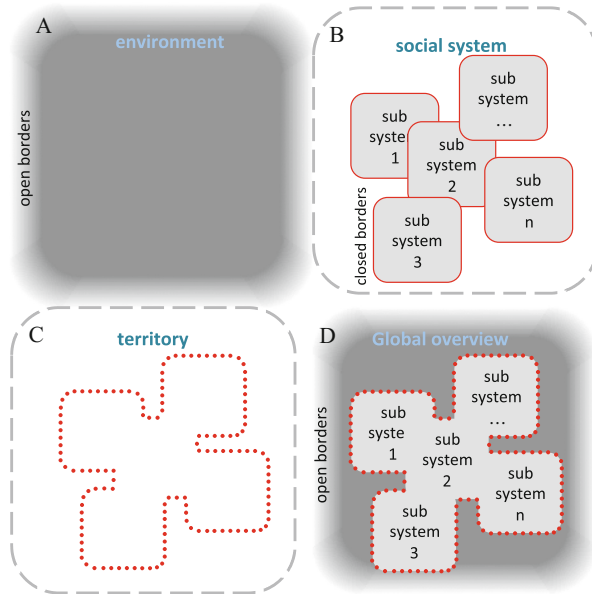 A
environment
open borders
B
social system
sub
system
...
sub
syster
1
sub
system
2
sub
system
n
sub
system
3
closed borders
C
territory
D
Global overview
open borders
sub
system
...
sub
syste
1
sub
system
2
sub
system
n
sub
system
3